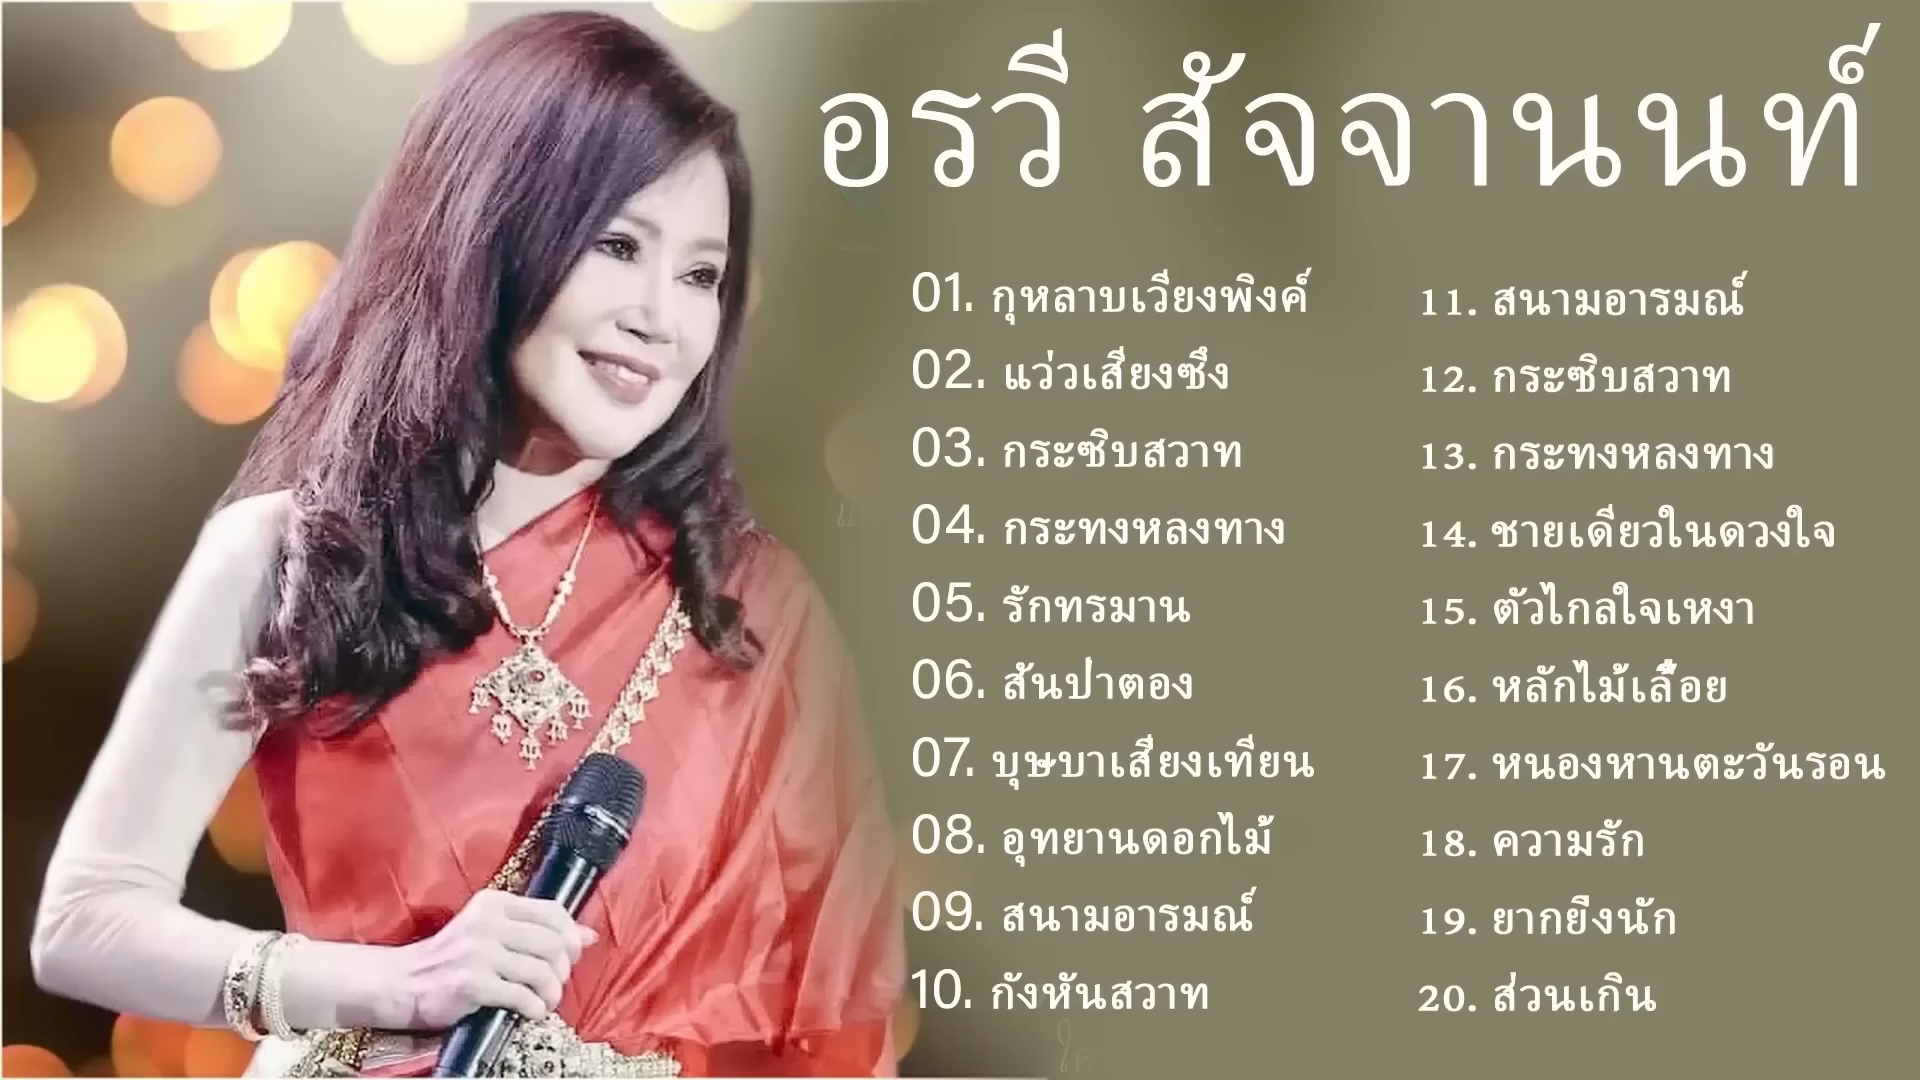 อรวี สัจจานนท์
01. กุหลาบเวียงพิงค์
02. แว่วเสียงซึง
03. กระซิบสวาท
04. กระทงหลงทาง
05. รักทรมาน
06. สันป่าตอง
07. บุษบาเสี่ยงเทียน
08. อุทยานดอกไม้
09. สนามอารมณ์
10. กังหันสวาท
11. สนามอารมณ์
12. กระซิบสวาท
13. กระทงหลงทาง
14. ชายเดียวในดวงใจ
15. ตัวไกลใจเหงา
16. หลักไม้เลื้อย
17. หนองหานตะวันรอน
18. ความรัก
19. ยากยิ่งนัก
20. ส่วนเกิน